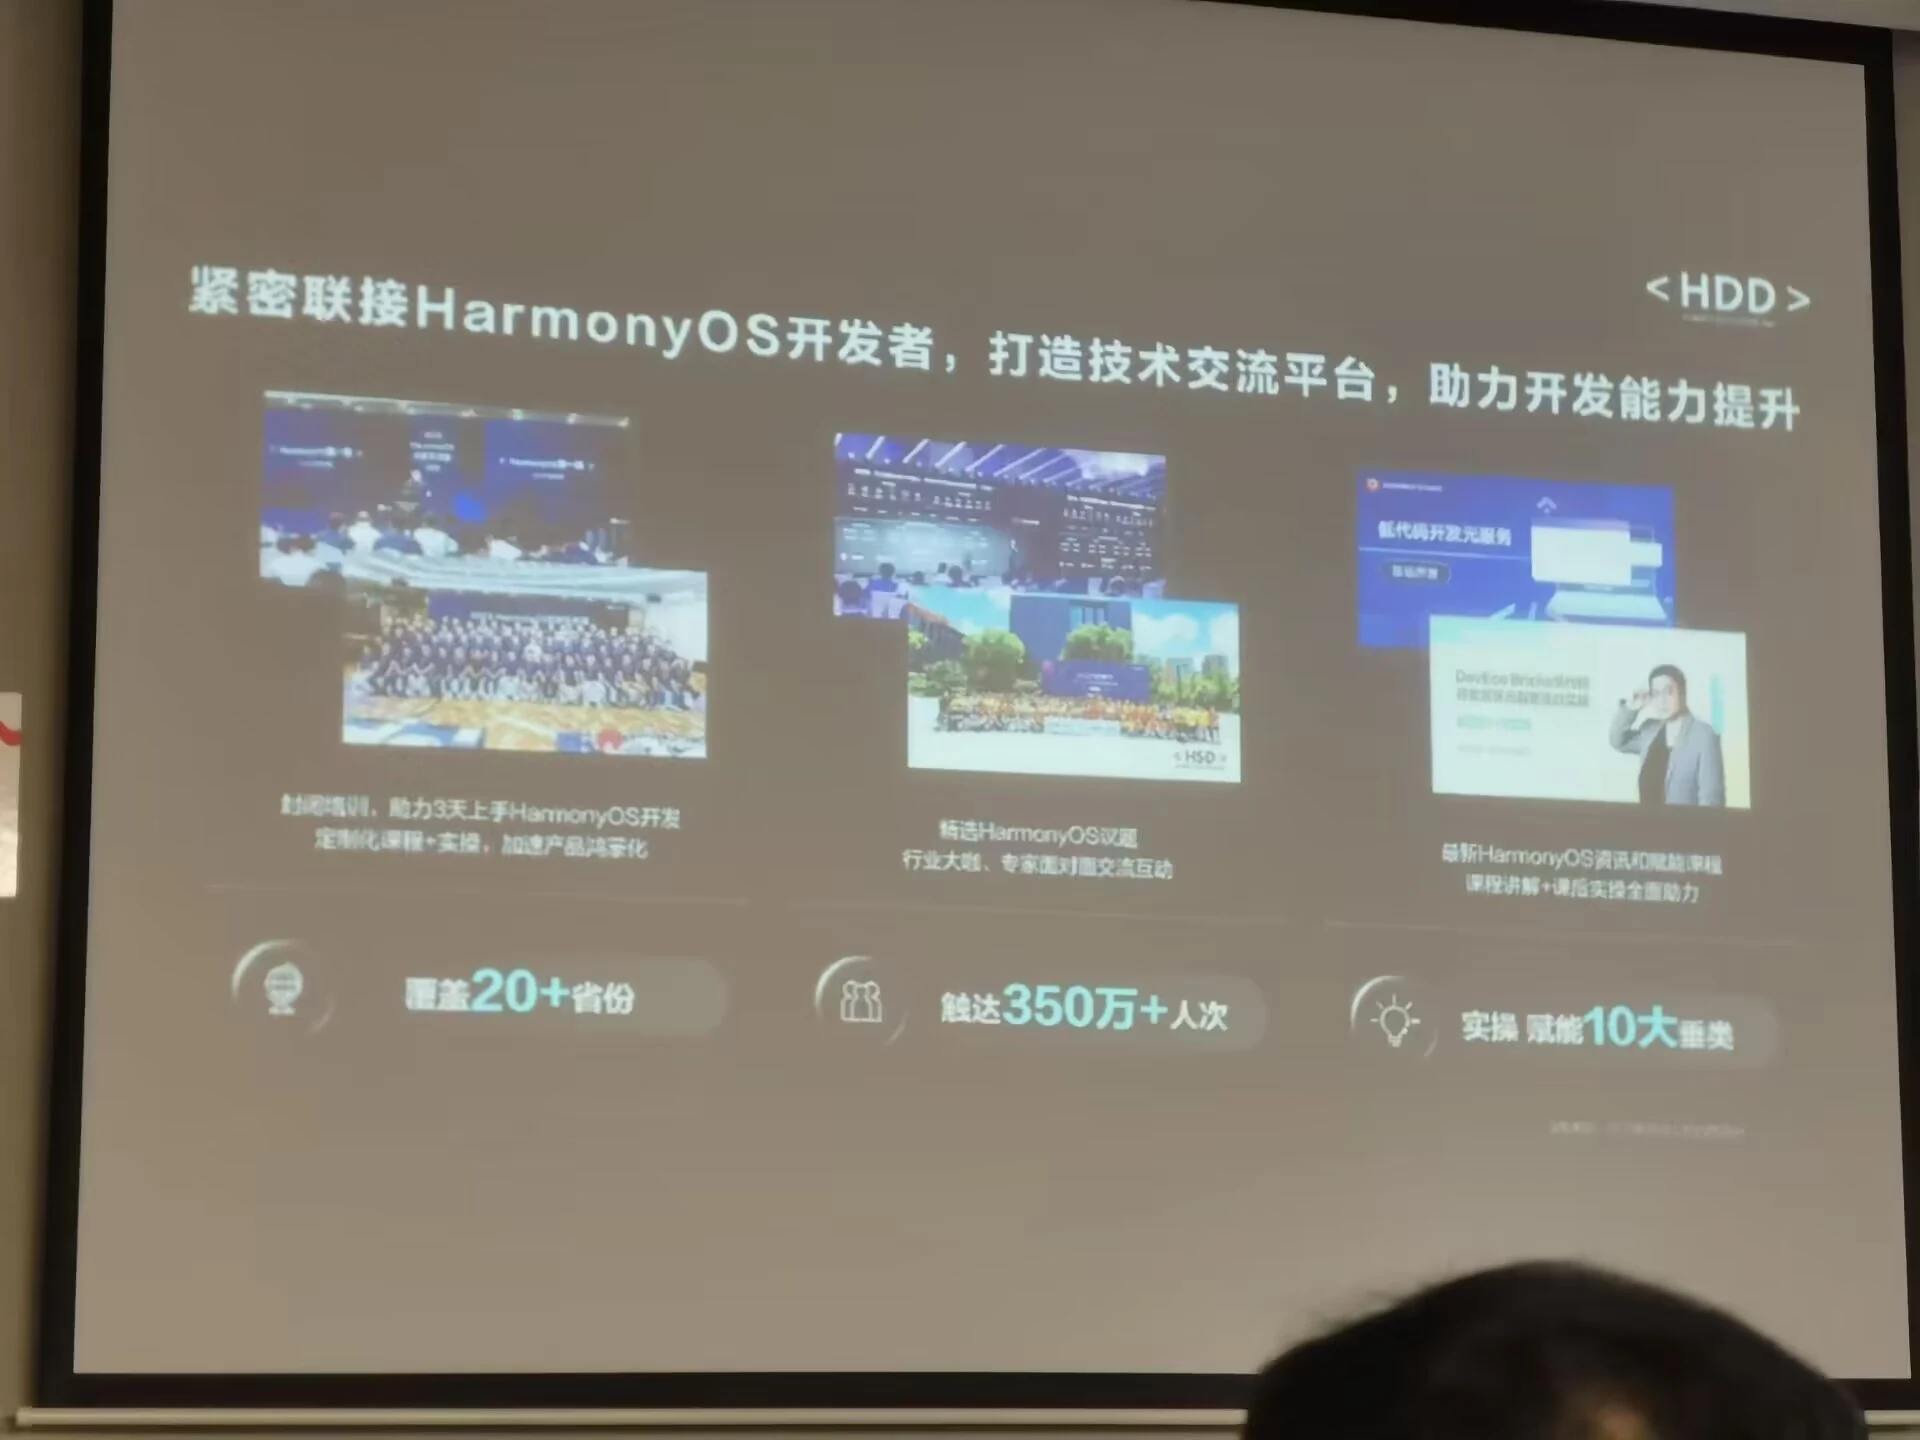 紧密联接HarmonyOS开发者，打造技术交流平台，助力开发能力提升
<HDD>
低代码开发元服务
<HSD>
封闭培训，助力3天上手HarmonyOS开发
定制化课程+实操，加速产品鸿蒙化
精选HarmonyOS议题
行业大咖、专家面对面交流互动
最新HarmonyOS资讯和赋能课程
课程讲解+课后实操全面助力
覆盖20+省份
触达350万+人次
实操 赋能10大垂类